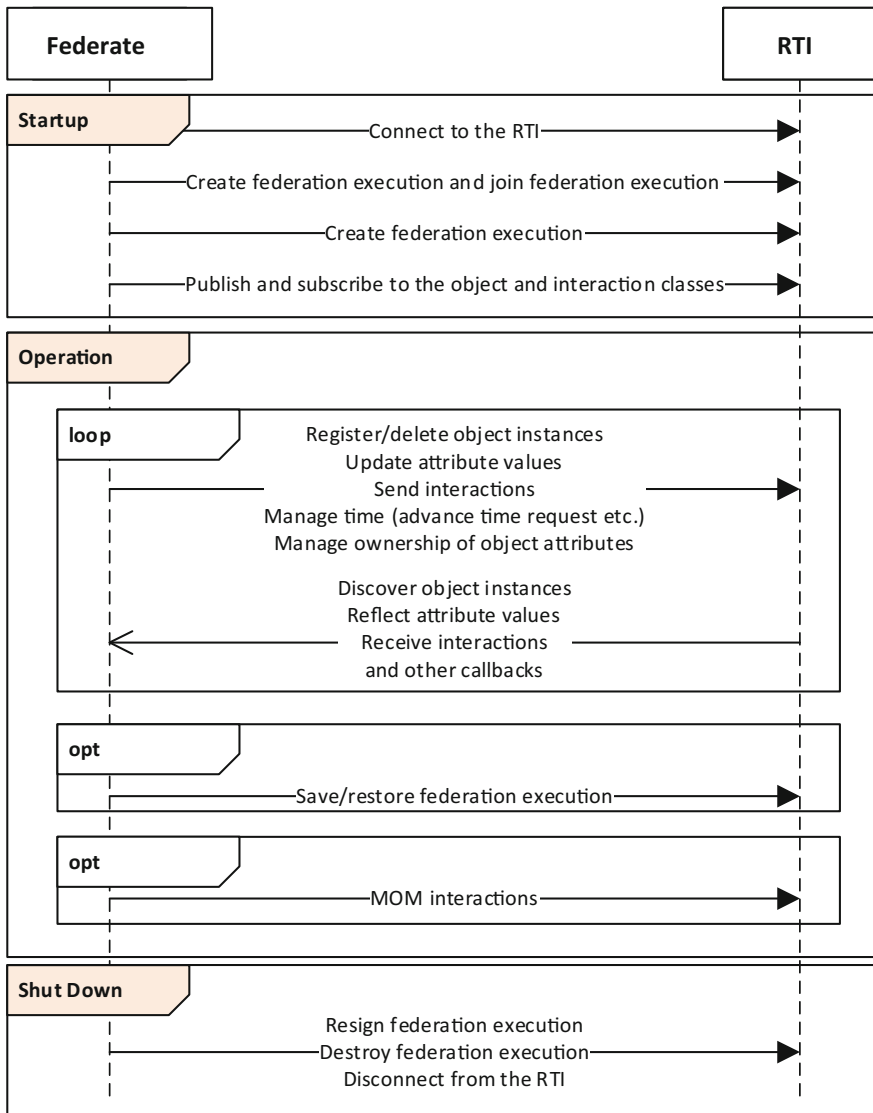 Federate
RTI
Startup
Connect to the RTI
Create federation execution and join federation execution
Create federation execution
Publish and subscribe to the object and interaction classes
Operation
loop
Register/delete object instances
Update attribute values
Send interactions
Manage time (advance time request etc.)
Manage ownership of object attributes
Discover object instances
Reflect attribute values
Receive interactions
and other callbacks
opt
Save/restore federation execution
opt
MOM interactions
Shut Down
Resign federation execution
Destroy federation execution
Disconnect from the RTI